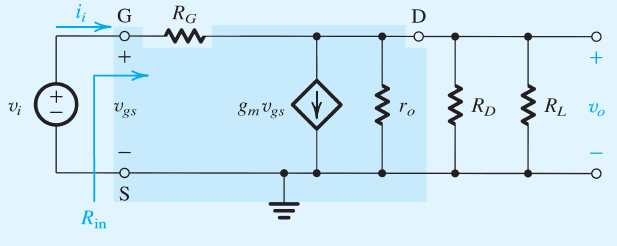 i_i G R_G D
+ + +
v_i + − v_gs g_m v_gs r_o R_D R_L v_o
− −
S
R_in